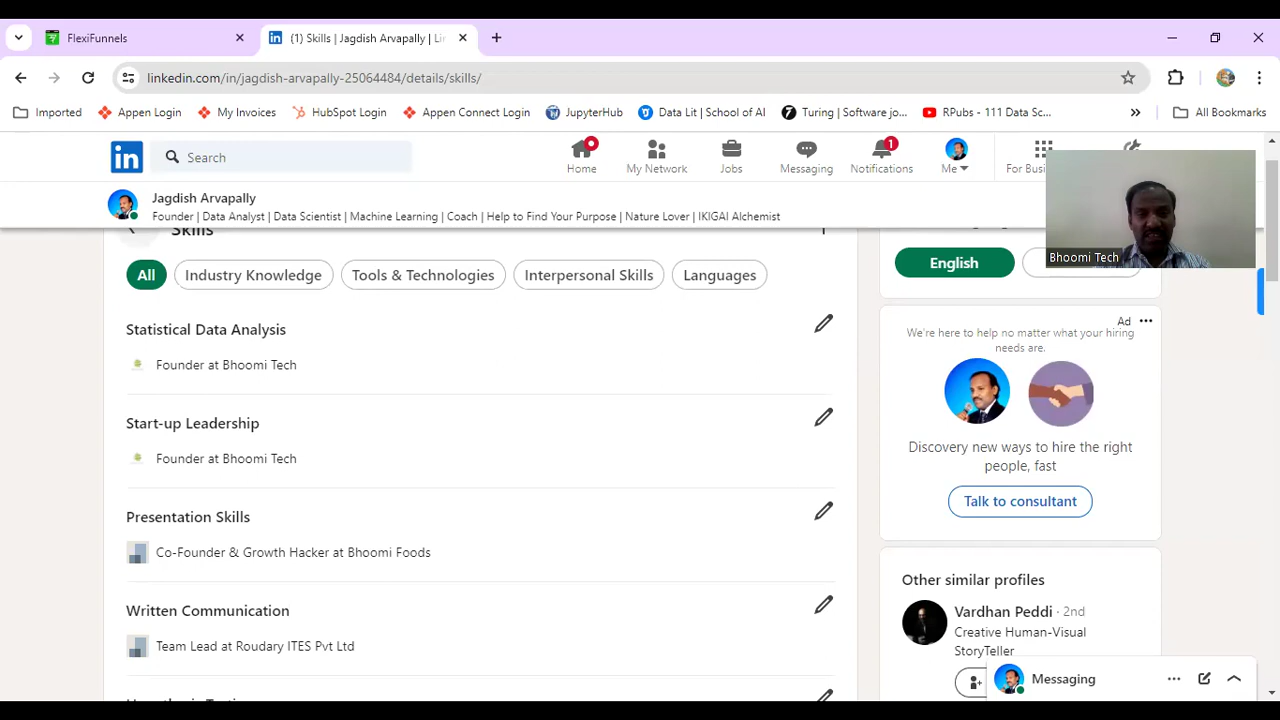 FlexiFunnels
(1) Skills | Jagdish Arvapally | Li
linkedin.com/in/jagdish-arvapally-25064484/details/skills/
Imported
Appen Login
My Invoices
HubSpot Login
Appen Connect Login
JupyterHub
Data Lit | School of AI
Turing | Software jo...
RPubs - 111 Data Sc...
All Bookmarks
in
Search
Home
My Network
Jobs
Messaging
1
Notifications
Me
For Busi
Jagdish Arvapally
Founder | Data Analyst | Data Scientist | Machine Learning | Coach | Help to Find Your Purpose | Nature Lover | IKIGAI Alchemist
Bhoomi Tech
Skills
All
Industry Knowledge
Tools & Technologies
Interpersonal Skills
Languages
Statistical Data Analysis
Founder at Bhoomi Tech
Start-up Leadership
Founder at Bhoomi Tech
Presentation Skills
Co-Founder & Growth Hacker at Bhoomi Foods
Written Communication
Team Lead at Roudary ITES Pvt Ltd
English
Ad
We're here to help no matter what your hiring
needs are.
Discovery new ways to hire the right
people, fast
Talk to consultant
Other similar profiles
Vardhan Peddi · 2nd
Creative Human-Visual
StoryTeller
Messaging